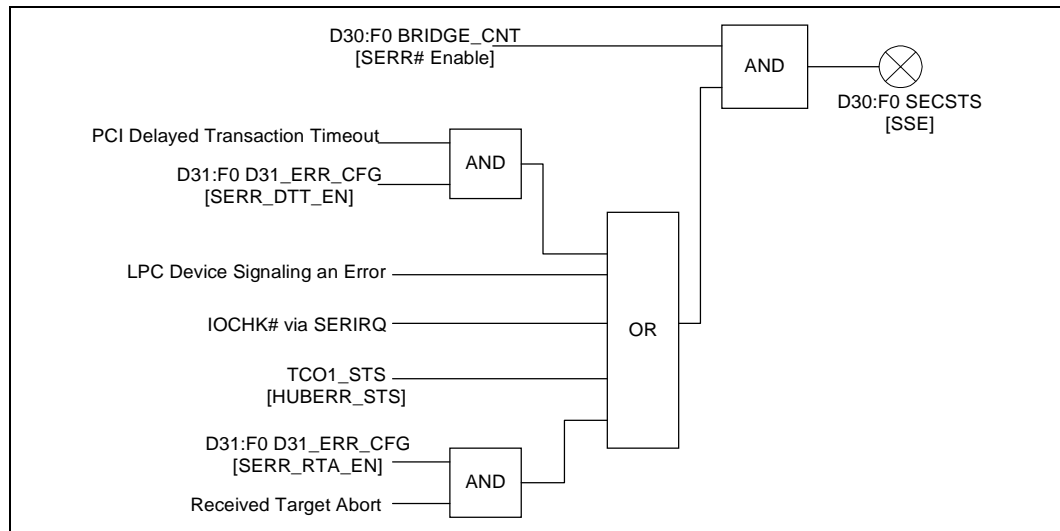 D30:F0 BRIDGE_CNT
[SERR# Enable]
AND
D30:F0 SECSTS
[SSE]
PCI Delayed Transaction Timeout
AND
D31:F0 D31_ERR_CFG
[SERR_DTT_EN]
LPC Device Signaling an Error
IOCHK# via SERIRQ
OR
TCO1_STS
[HUBERR_STS]
D31:F0 D31_ERR_CFG
[SERR_RTA_EN]
AND
Received Target Abort